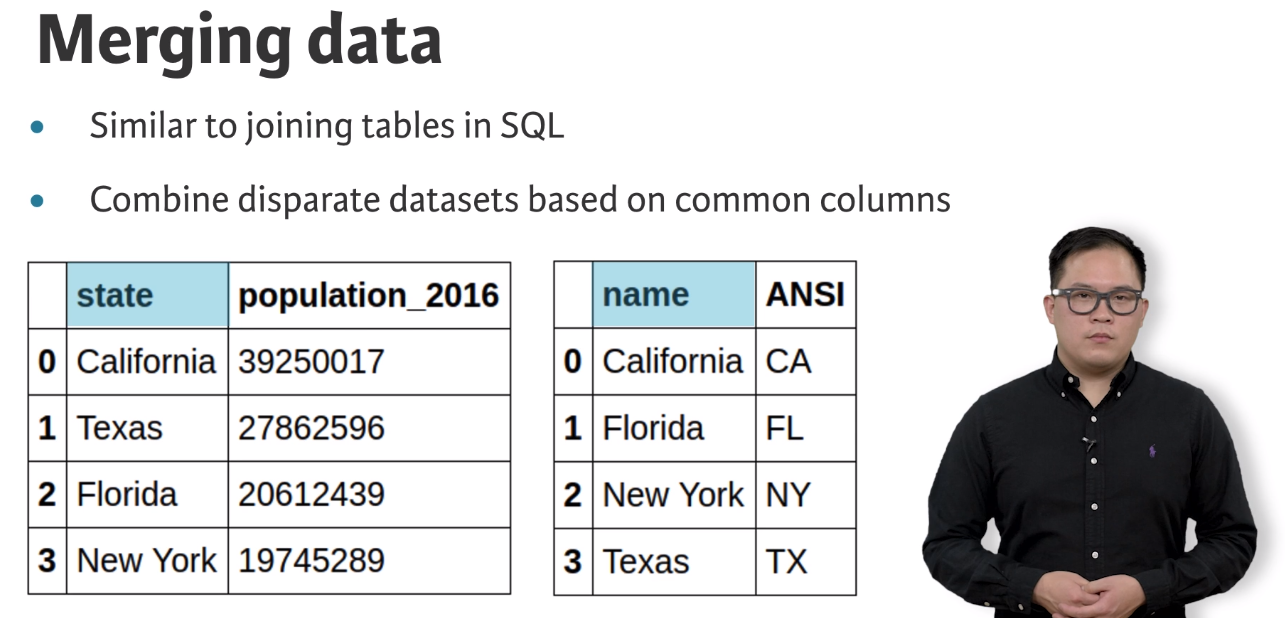 Merging data
• Similar to joining tables in SQL
• Combine disparate datasets based on common columns
state population_2016
0 California 39250017
1 Texas 27862596
2 Florida 20612439
3 New York 19745289
name ANSI
0 California CA
1 Florida FL
2 New York NY
3 Texas TX